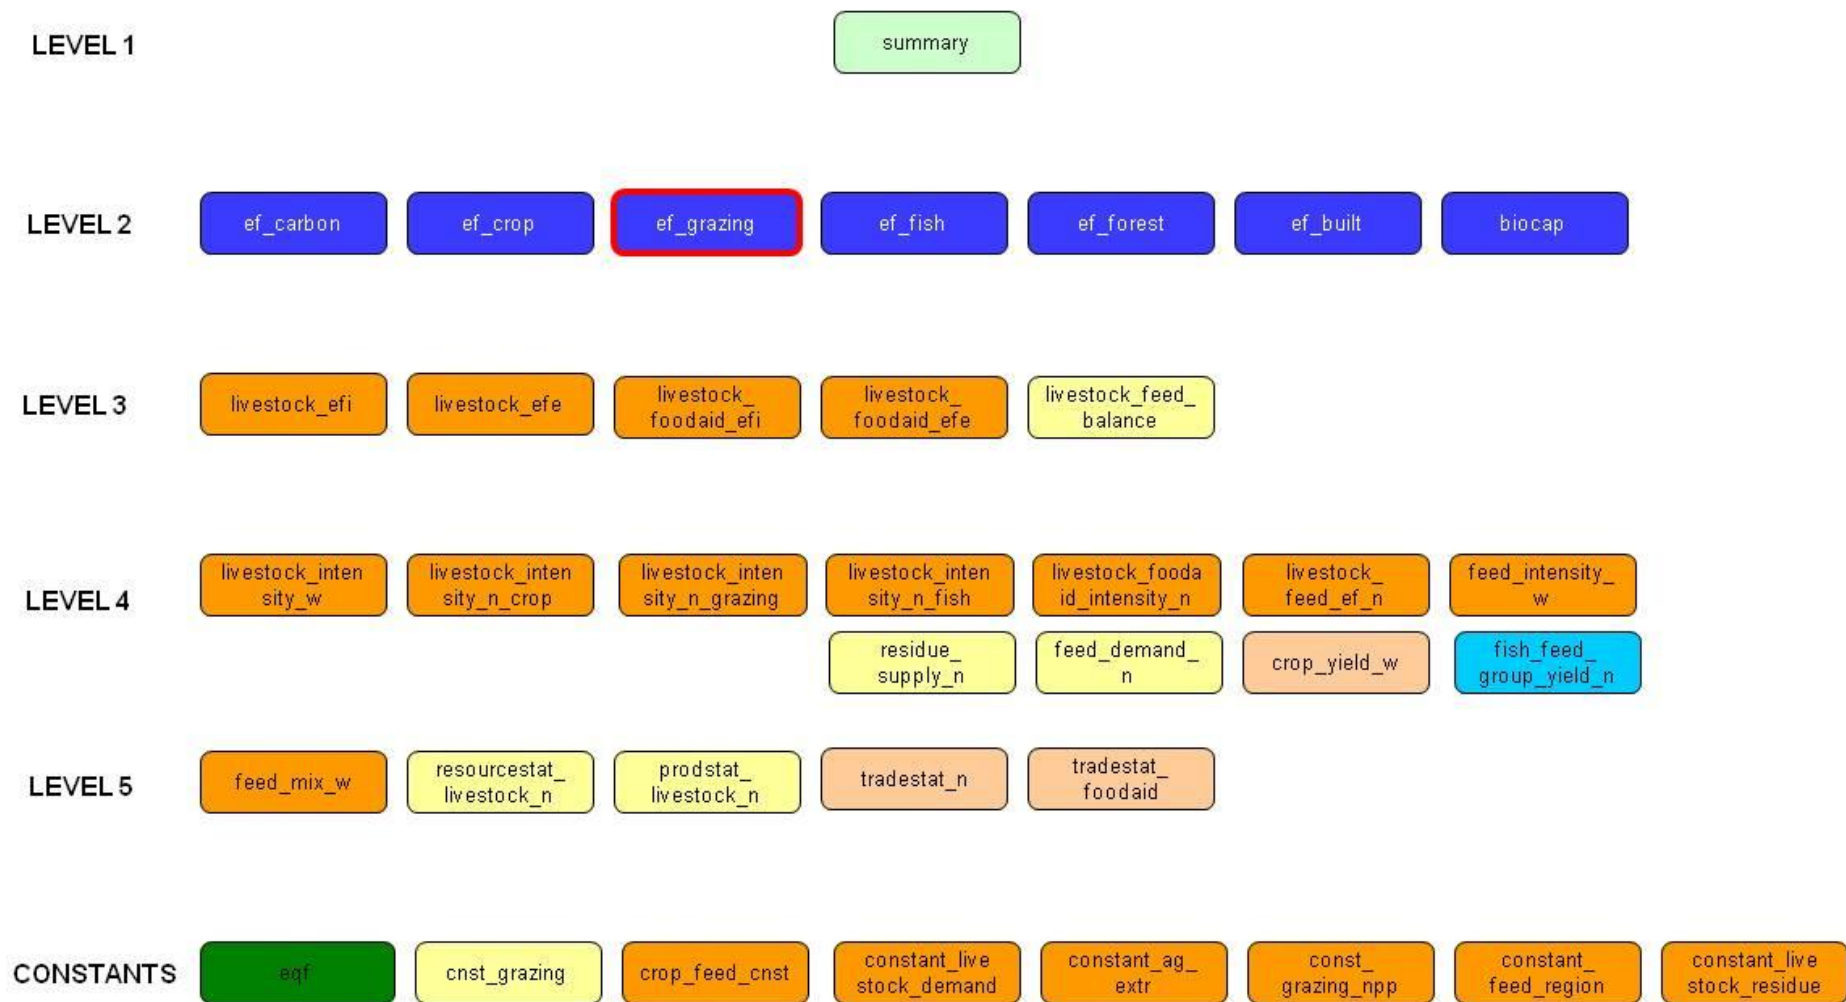 LEVEL 1
summary
LEVEL 2
ef_carbon
ef_crop
ef_grazing
ef_fish
ef_forest
ef_built
biocap
LEVEL 3
livestock_efi
livestock_efe
livestock_
foodaid_efi
livestock_
foodaid_efe
livestock_feed_
balance
LEVEL 4
livestock_inten
sity_w
livestock_inten
sity_n_crop
livestock_inten
sity_n_grazing
livestock_inten
sity_n_fish
livestock_fooda
id_intensity_n
livestock_
feed_ef_n
feed_intensity_
w
residue_
supply_n
feed_demand_
n
crop_yield_w
fish_feed_
group_yield_n
LEVEL 5
feed_mix_w
resourcestat_
livestock_n
prodstat_
livestock_n
tradestat_n
tradestat_
foodaid
CONSTANTS
eqf
cnst_grazing
crop_feed_cnst
constant_live
stock_demand
constant_ag_
extr
const_
grazing_npp
constant_
feed_region
constant_live
stock_residue